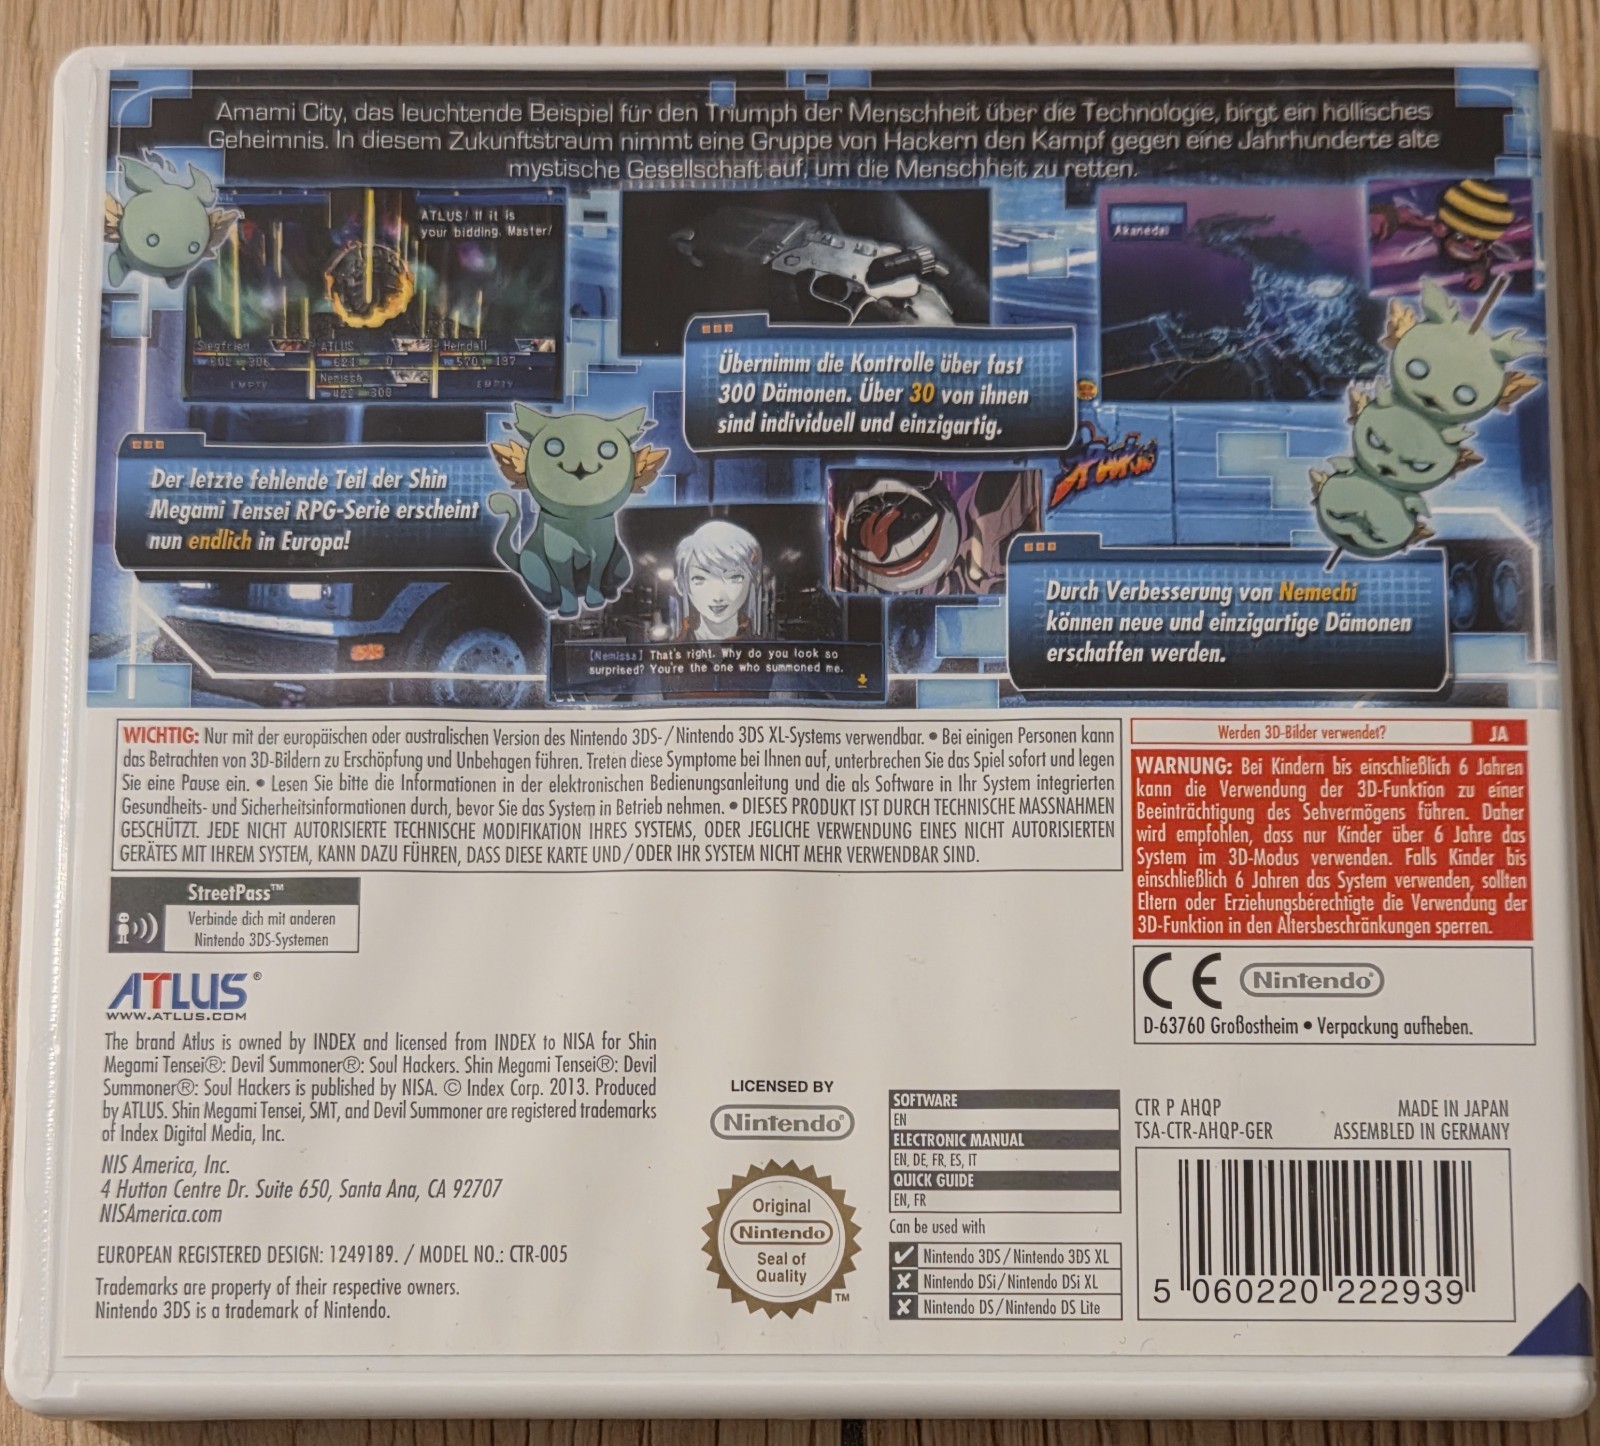 Amami City, das leuchtende Beispiel für den Triumph der Menschheit über die Technologie, birgt ein höllisches
Geheimnis. In diesem Zukunftstraum nimmt eine Gruppe von Hackern den Kampf gegen eine Jahrhunderte alte
mystische Gesellschaft auf, um die Menschheit zu retten.
ATLUS! If it is
your bidding, Master!
Siegfried
ATLUS
Heimdall
EMPTY
Nemissa
EMPTY
Akanedai
Übernimm die Kontrolle über fast
300 Dämonen. Über 30 von ihnen
sind individuell und einzigartig.
Der letzte fehlende Teil der Shin
Megami Tensei RPG-Serie erscheint
nun endlich in Europa!
[Nemissa] That's right. Why do you look so
surprised? You're the one who summoned me.
Durch Verbesserung von Nemechi
können neue und einzigartige Dämonen
erschaffen werden.
WICHTIG: Nur mit der europäischen oder australischen Version des Nintendo 3DS-/Nintendo 3DS XL-Systems verwendbar. • Bei einigen Personen kann
das Betrachten von 3D-Bildern zu Erschöpfung und Unbehagen führen. Treten diese Symptome bei Ihnen auf, unterbrechen Sie das Spiel sofort und legen
Sie eine Pause ein. • Lesen Sie bitte die Informationen in der elektronischen Bedienungsanleitung und die als Software in Ihr System integrierten
Gesundheits- und Sicherheitsinformationen durch, bevor Sie das System in Betrieb nehmen. • DIESES PRODUKT IST DURCH TECHNISCHE MASSNAHMEN
GESCHÜTZT. JEDE NICHT AUTORISIERTE TECHNISCHE MODIFIKATION IHRES SYSTEMS, ODER JEGLICHE VERWENDUNG EINES NICHT AUTORISIERTEN
GERÄTES MIT IHREM SYSTEM, KANN DAZU FÜHREN, DASS DIESE KARTE UND/ODER IHR SYSTEM NICHT MEHR VERWENDBAR SIND.
Werden 3D-Bilder verwendet? JA
WARNUNG: Bei Kindern bis einschließlich 6 Jahren
kann die Verwendung der 3D-Funktion zu einer
Beeinträchtigung des Sehvermögens führen. Daher
wird empfohlen, dass nur Kinder über 6 Jahre das
System im 3D-Modus verwenden. Falls Kinder bis
einschließlich 6 Jahren das System verwenden, sollten
Eltern oder Erziehungsberechtigte die Verwendung der
3D-Funktion in den Altersbeschränkungen sperren.
StreetPass™
Verbinde dich mit anderen
Nintendo 3DS-Systemen
CE Nintendo®
D-63760 Großostheim • Verpackung aufheben.
ATLUS®
WWW.ATLUS.COM
The brand Atlus is owned by INDEX and licensed from INDEX to NISA for Shin
Megami Tensei®: Devil Summoner®: Soul Hackers. Shin Megami Tensei®: Devil
Summoner®: Soul Hackers is published by NISA. © Index Corp. 2013. Produced
by ATLUS. Shin Megami Tensei, SMT, and Devil Summoner are registered trademarks
of Index Digital Media, Inc.
NIS America, Inc.
4 Hutton Centre Dr. Suite 650, Santa Ana, CA 92707
NISAmerica.com
EUROPEAN REGISTERED DESIGN: 1249189. / MODEL NO.: CTR-005
Trademarks are property of their respective owners.
Nintendo 3DS is a trademark of Nintendo.
LICENSED BY
Nintendo®
Original
Nintendo
Seal of
Quality
™
SOFTWARE
EN
ELECTRONIC MANUAL
EN, DE, FR, ES, IT
QUICK GUIDE
EN, FR
Can be used with
Nintendo 3DS/Nintendo 3DS XL
Nintendo DSi/Nintendo DSi XL
Nintendo DS/Nintendo DS Lite
CTR P AHQP
TSA-CTR-AHQP-GER
MADE IN JAPAN
ASSEMBLED IN GERMANY
5 060220 222939